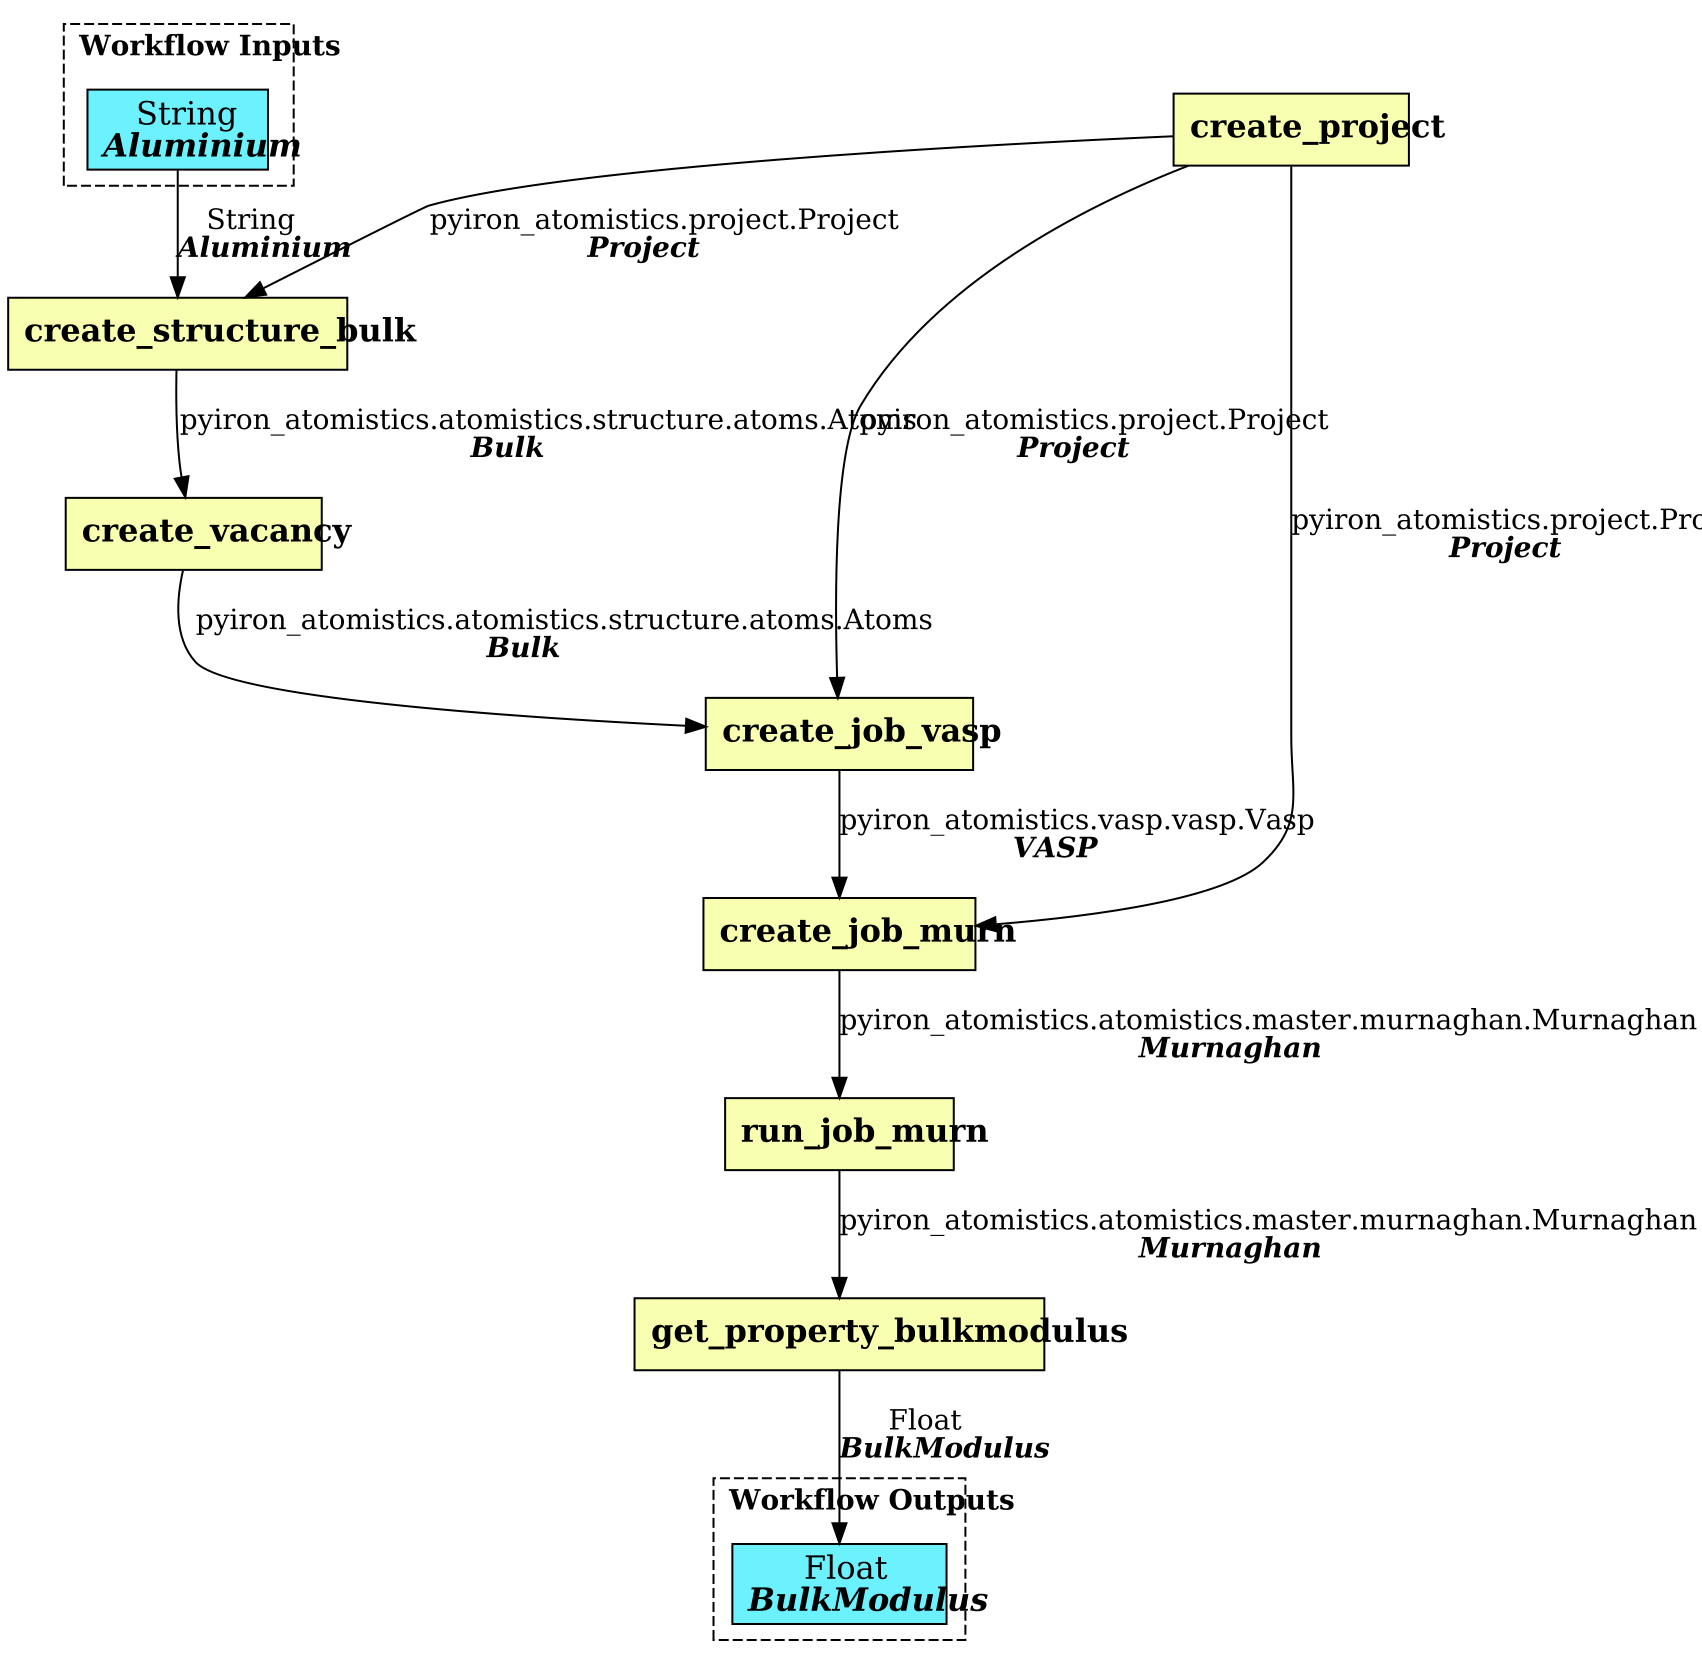 Workflow Inputs
String
Aluminium
create_project
String
Aluminium
pyiron_atomistics.project.Project
Project
create_structure_bulk
pyiron_atomistics.atomistics.structure.atoms.Atoms
Bulk
pyiron_atomistics.project.Project
Project
create_vacancy
pyiron_atomistics.project.Pro
Project
pyiron_atomistics.atomistics.structure.atoms.Atoms
Bulk
create_job_vasp
pyiron_atomistics.vasp.vasp.Vasp
VASP
create_job_murn
pyiron_atomistics.atomistics.master.murnaghan.Murnaghan
Murnaghan
run_job_murn
pyiron_atomistics.atomistics.master.murnaghan.Murnaghan
Murnaghan
get_property_bulkmodulus
Float
BulkModulus
Workflow Outputs
Float
BulkModulus